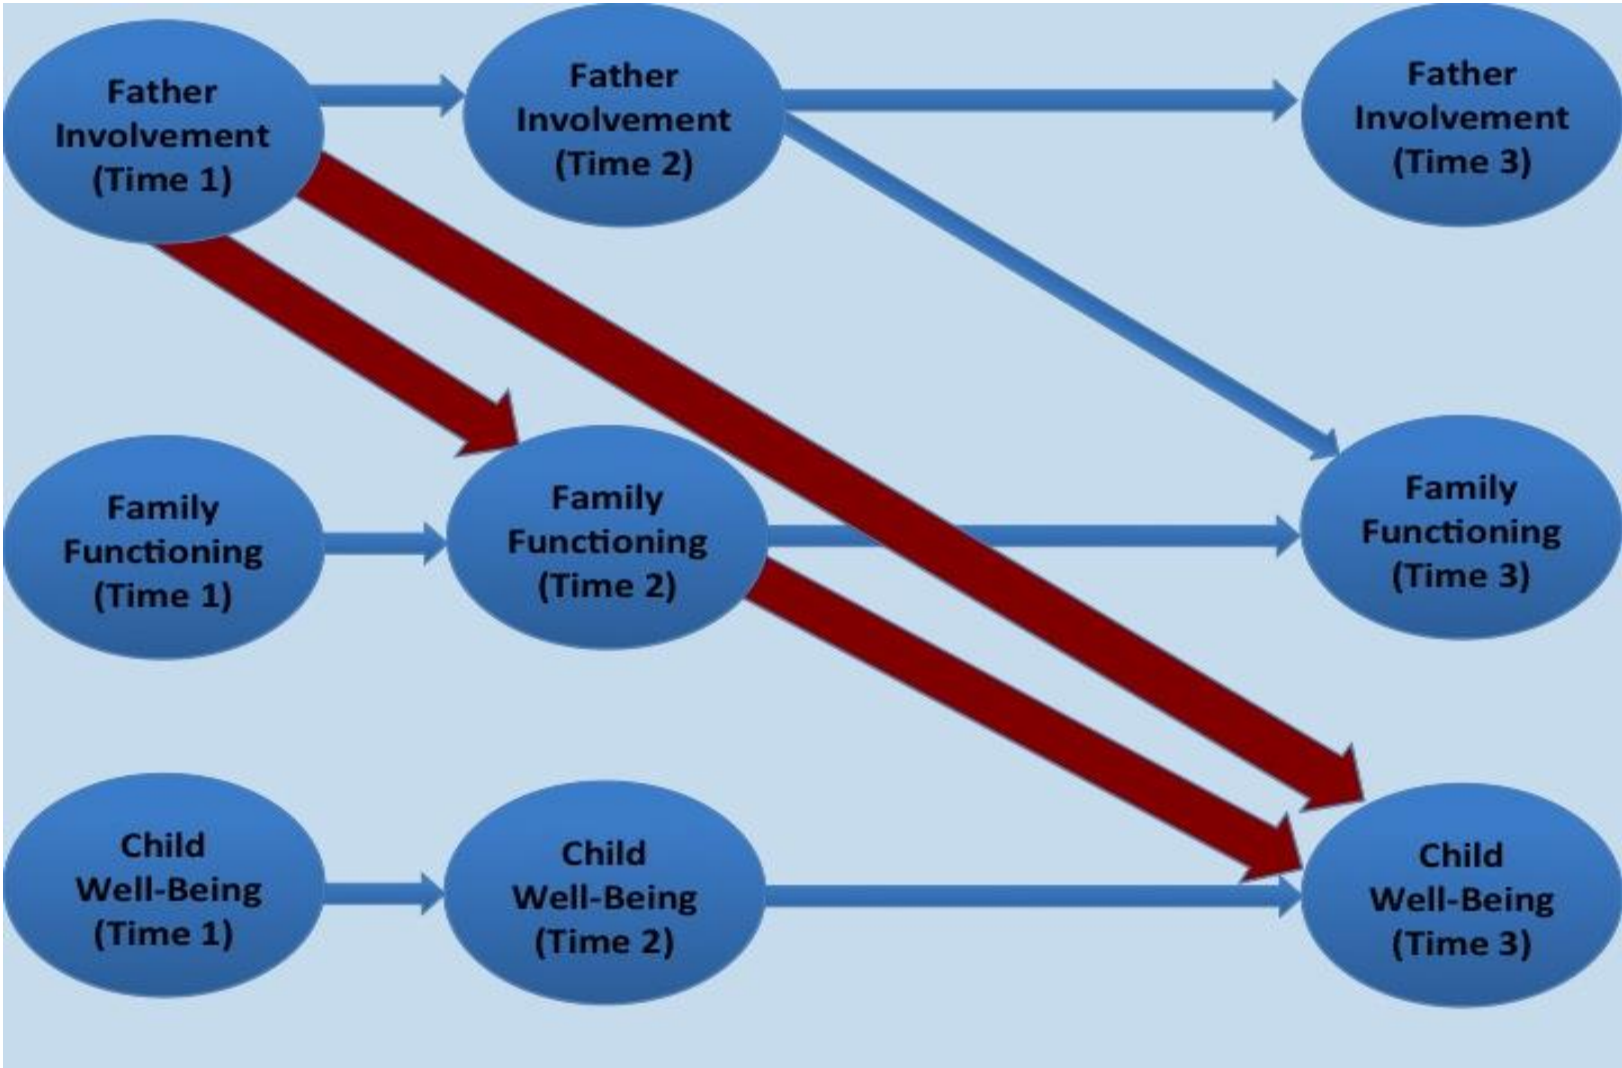 Father
Involvement
(Time 1)
Father
Involvement
(Time 2)
Father
Involvement
(Time 3)
Family
Functioning
(Time 1)
Family
Functioning
(Time 2)
Family
Functioning
(Time 3)
Child
Well-Being
(Time 1)
Child
Well-Being
(Time 2)
Child
Well-Being
(Time 3)